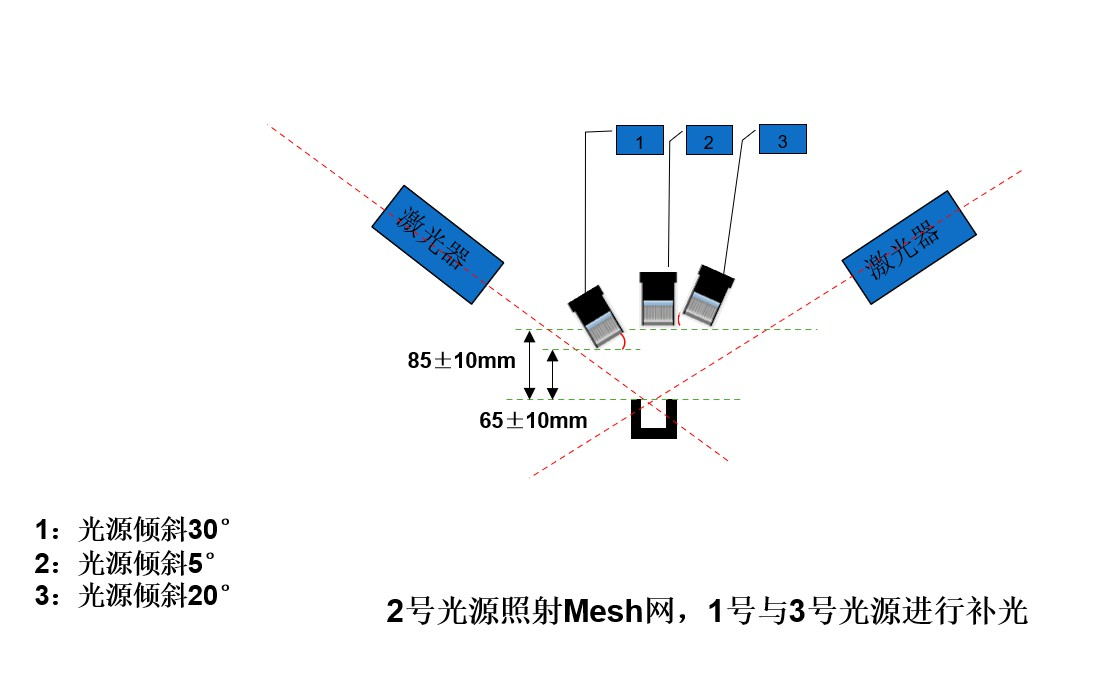 1
2
3
激光器
激光器
85±10mm
65±10mm
1：光源倾斜30°
2：光源倾斜5°
3：光源倾斜20°
2号光源照射Mesh网，1号与3号光源进行补光